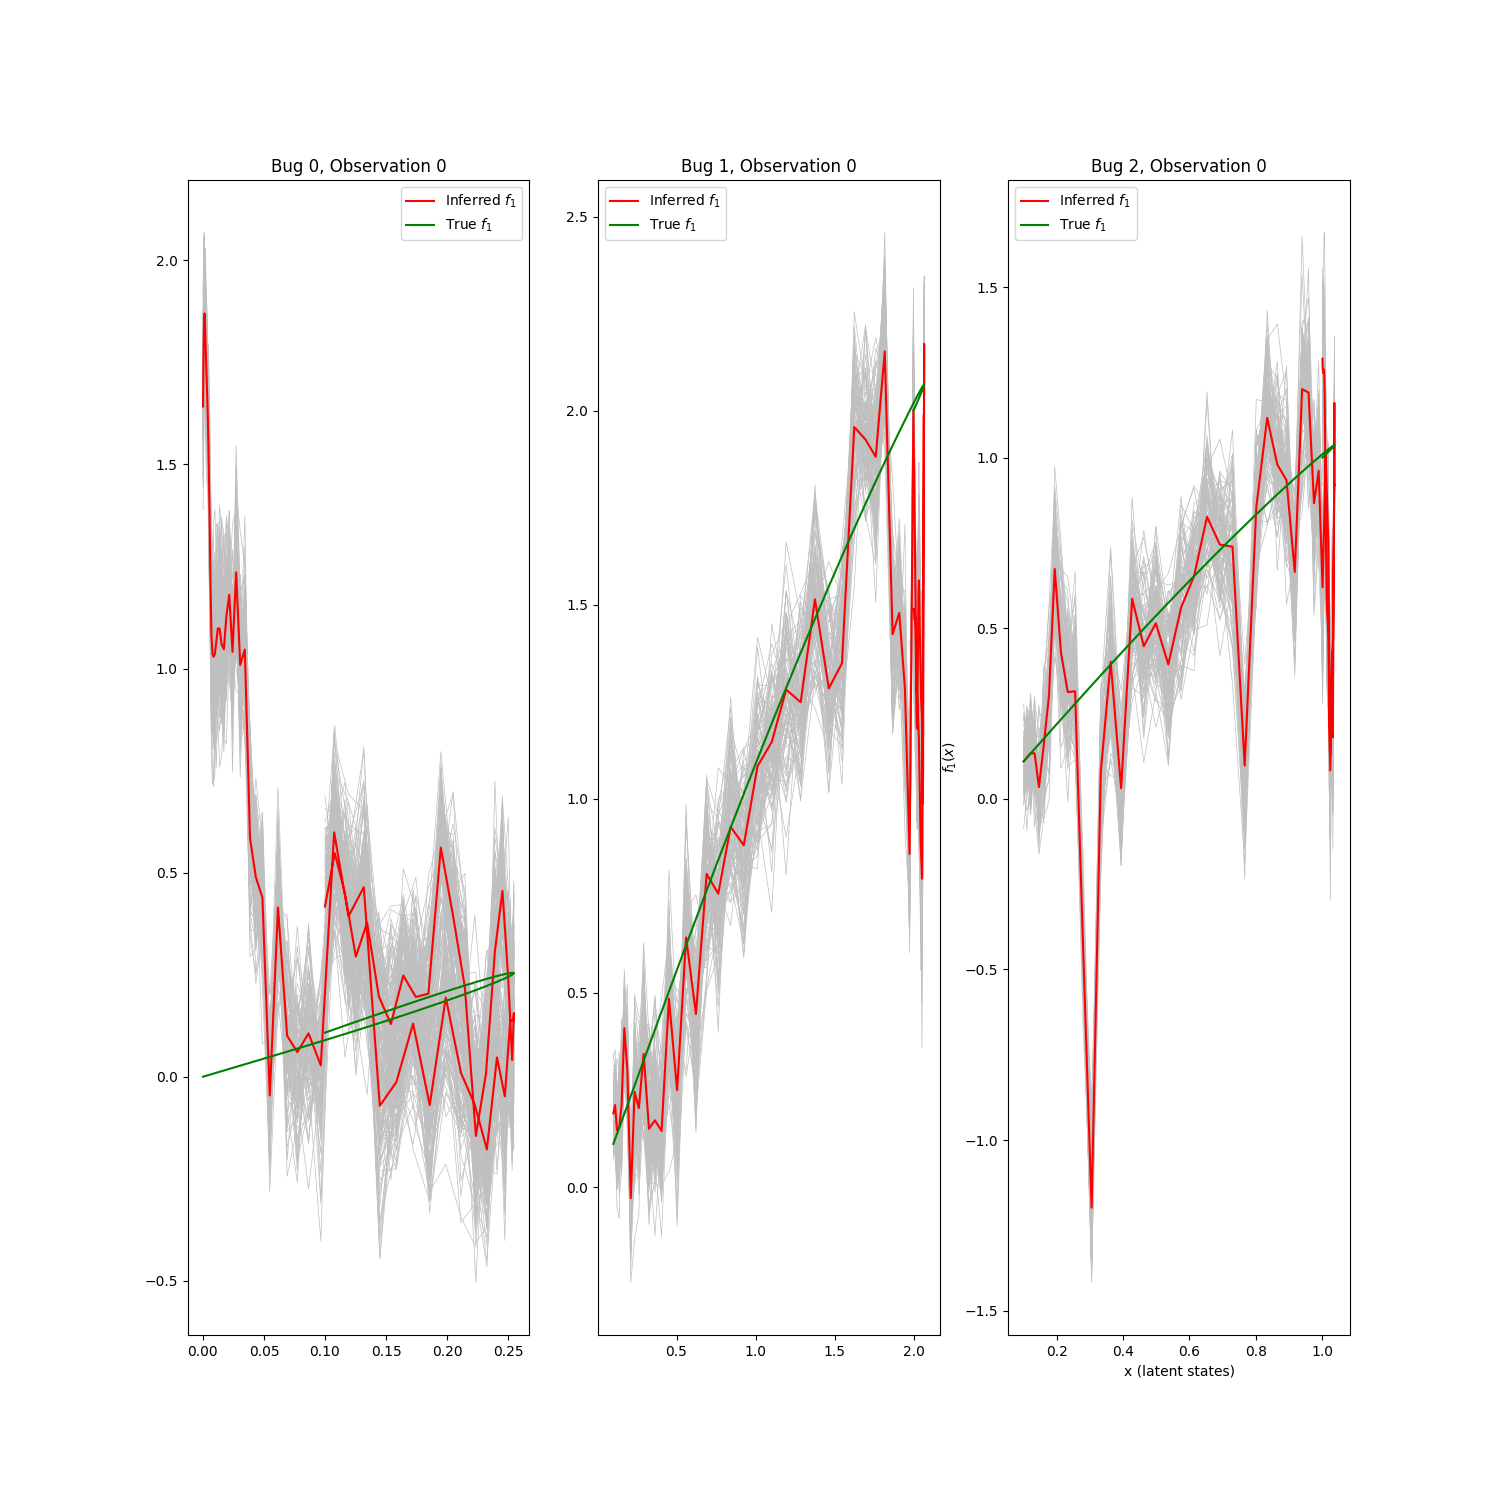 Bug 0, Observation 0
Inferred f₁
True f₁
2.0
1.5
1.0
0.5
0.0
−0.5
0.00 0.05 0.10 0.15 0.20 0.25
Bug 1, Observation 0
Inferred f₁
True f₁
2.5
2.0
1.5
1.0
0.5
0.0
0.5 1.0 1.5 2.0
Bug 2, Observation 0
Inferred f₁
True f₁
f₁(x)
1.5
1.0
0.5
0.0
−0.5
−1.0
−1.5
0.2 0.4 0.6 0.8 1.0
x (latent states)